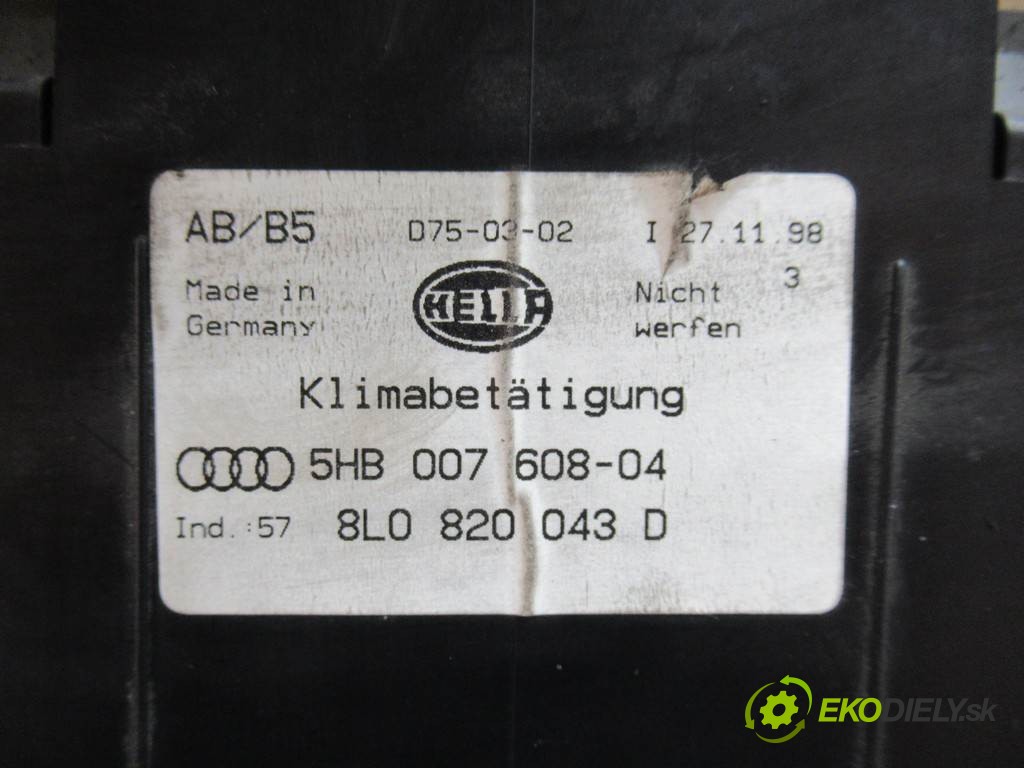 AB/B5 D75-03-02 I 27.11.98
Made in Germany HELLA Nicht werfen 3
Klimabetätigung
5HB 007 608-04
Ind.:57 8L0 820 043 D
EKODIELY.sk